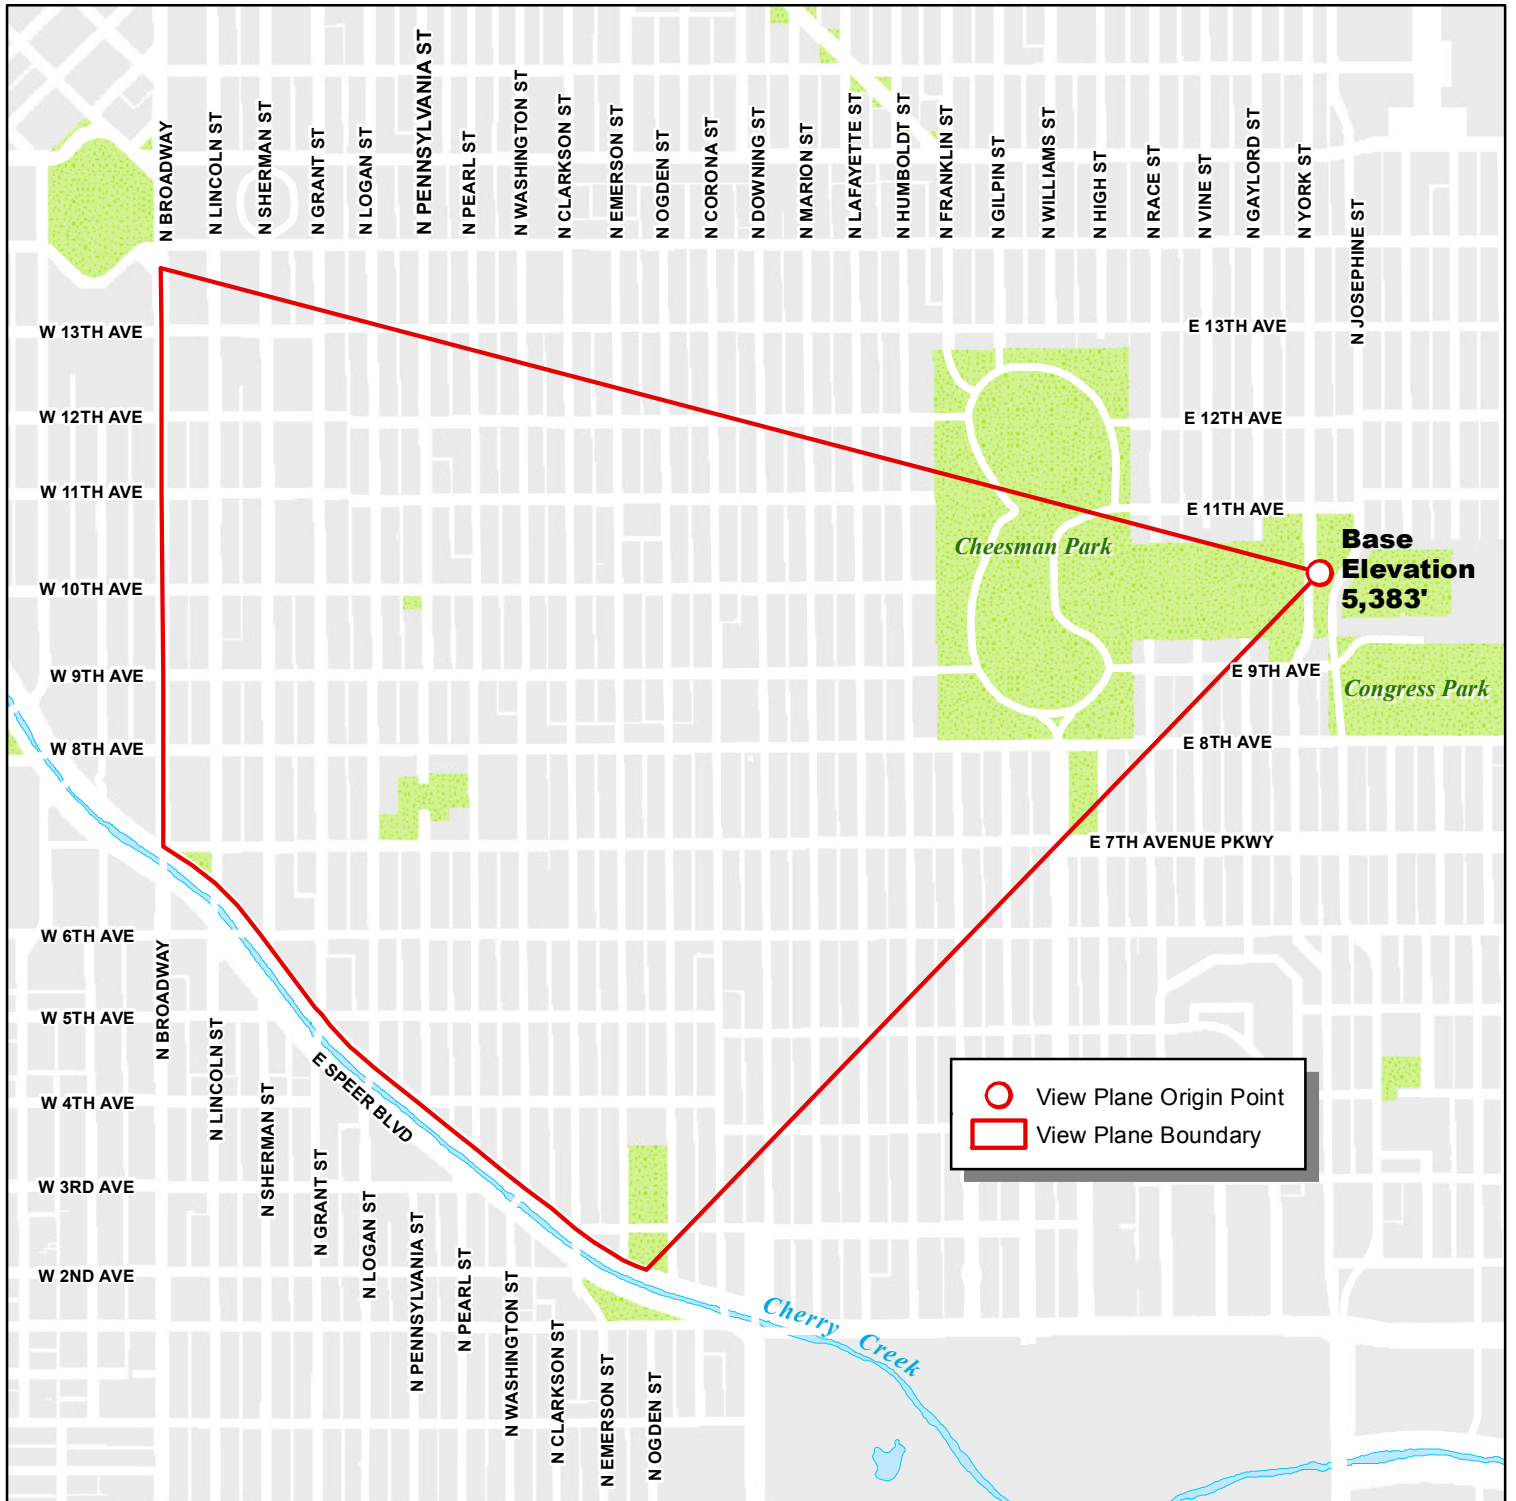 N BROADWAY
N LINCOLN ST
N SHERMAN ST
N GRANT ST
N LOGAN ST
N PENNSYLVANIA ST
N PEARL ST
N WASHINGTON ST
N CLARKSON ST
N EMERSON ST
N OGDEN ST
N CORONA ST
N DOWNING ST
N MARION ST
N LAFAYETTE ST
N HUMBOLDT ST
N FRANKLIN ST
N GILPIN ST
N WILLIAMS ST
N HIGH ST
N RACE ST
N VINE ST
N GAYLORD ST
N YORK ST
N JOSEPHINE ST
W 13TH AVE
E 13TH AVE
W 12TH AVE
E 12TH AVE
W 11TH AVE
E 11TH AVE
Cheesman Park
Base
Elevation
5,383'
W 10TH AVE
W 9TH AVE
E 9TH AVE
Congress Park
W 8TH AVE
E 8TH AVE
E 7TH AVENUE PKWY
W 6TH AVE
N BROADWAY
W 5TH AVE
N LINCOLN ST
E SPEER BLVD
View Plane Origin Point
View Plane Boundary
W 4TH AVE
N SHERMAN ST
N GRANT ST
W 3RD AVE
N LOGAN ST
N PENNSYLVANIA ST
N PEARL ST
W 2ND AVE
N WASHINGTON ST
N CLARKSON ST
N EMERSON ST
N OGDEN ST
Cherry Creek